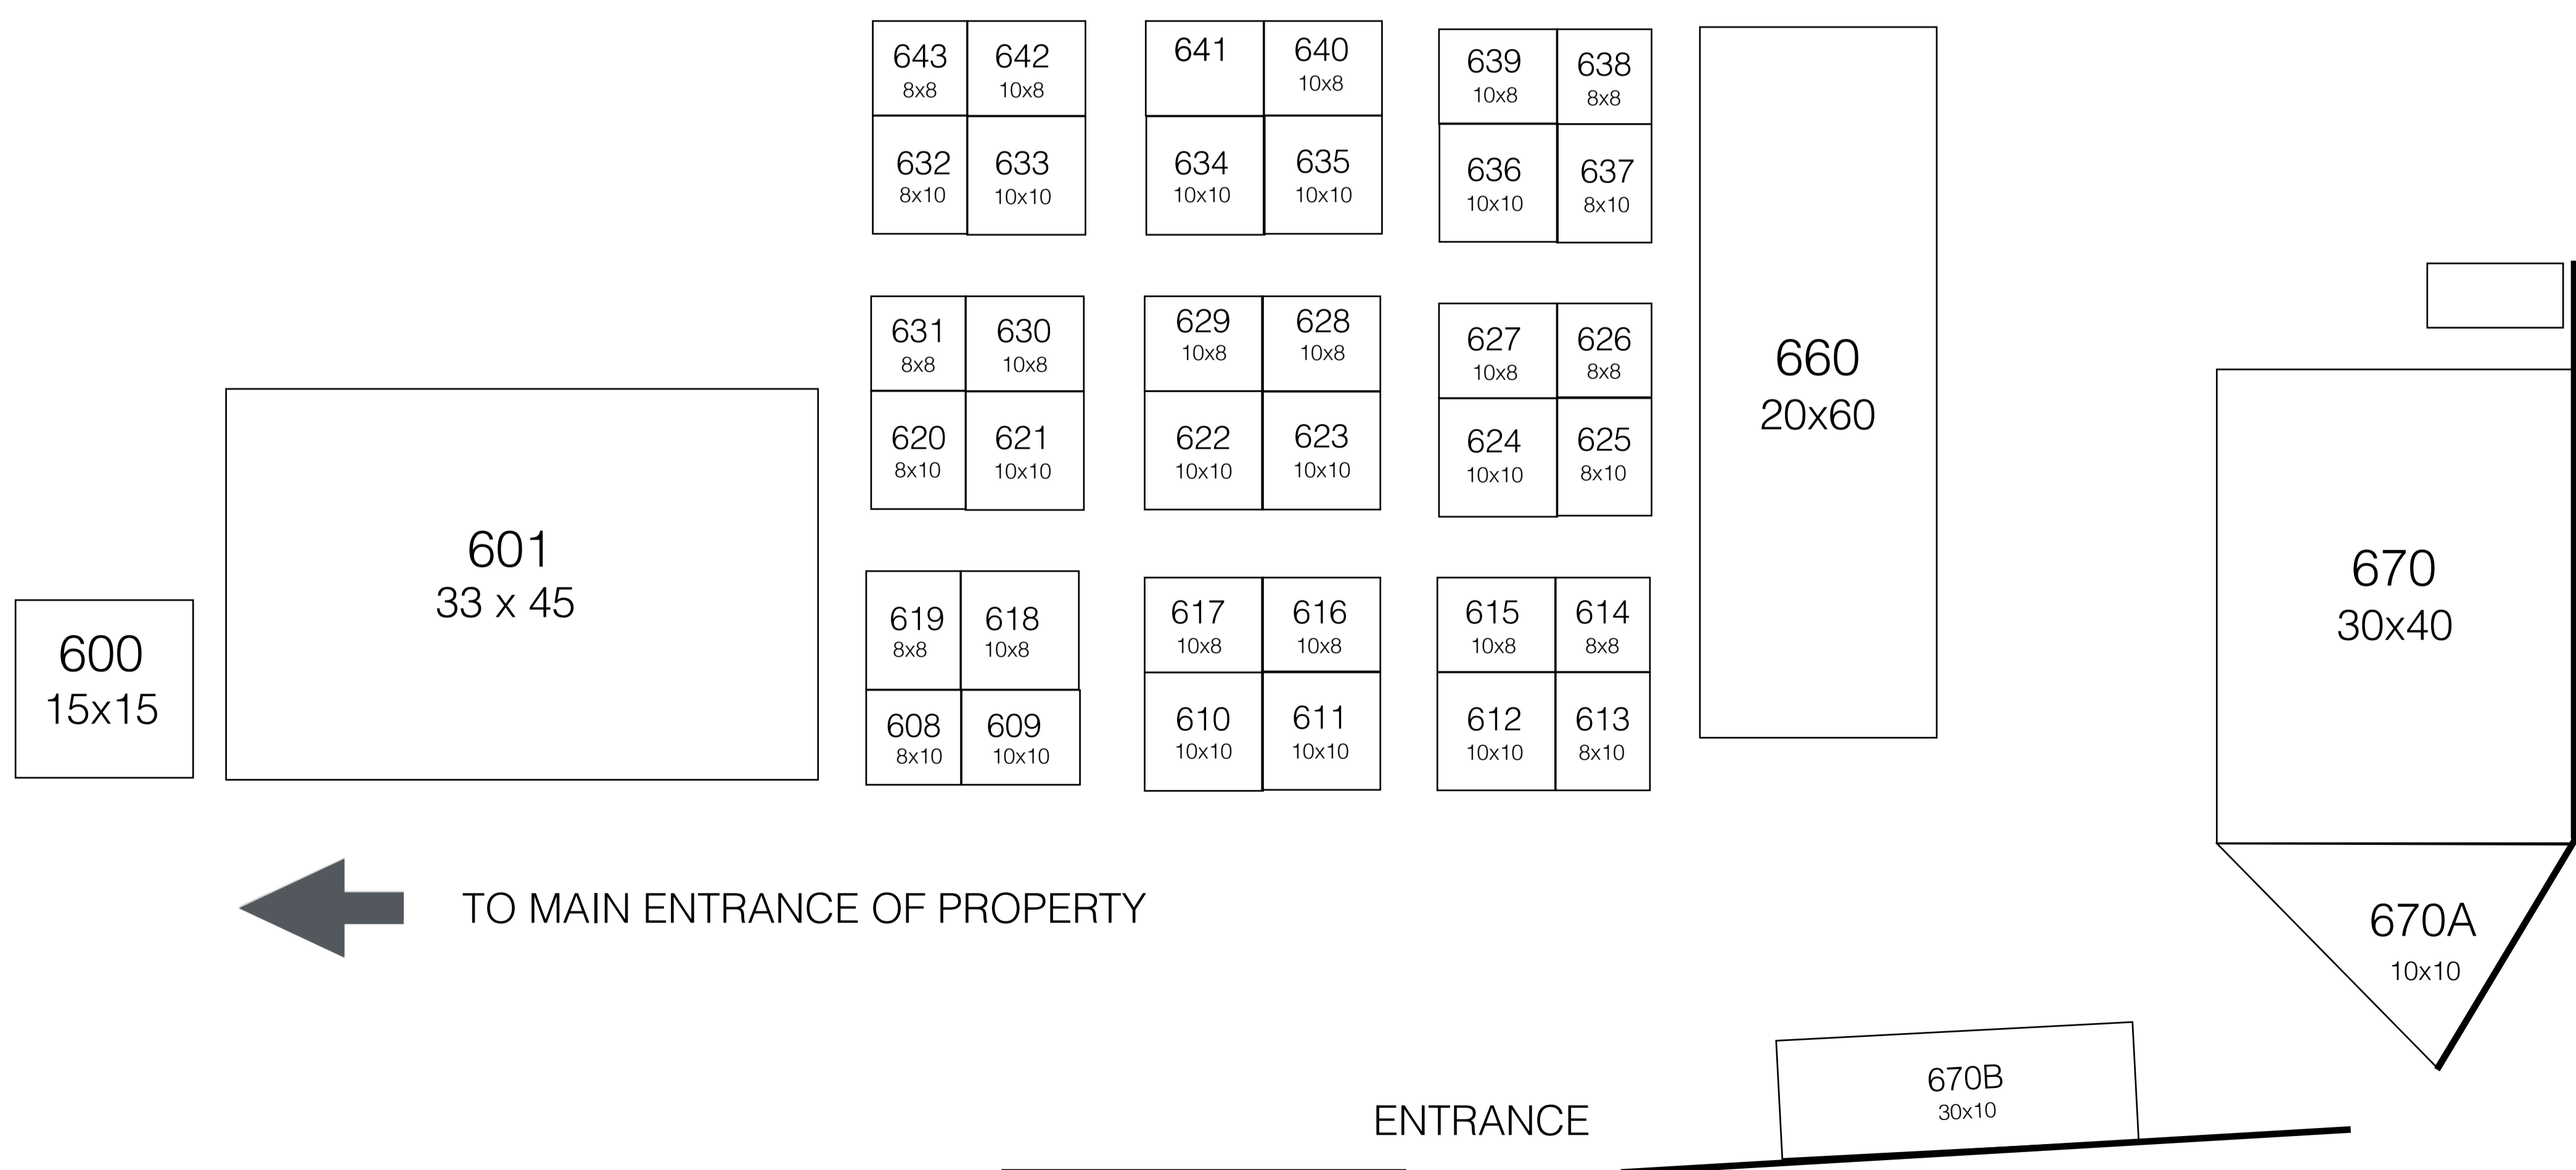 643
8x8
642
10x8
641
640
10x8
639
10x8
638
8x8
632
8x10
633
10x10
634
10x10
635
10x10
636
10x10
637
8x10
631
8x8
630
10x8
629
10x8
628
10x8
627
10x8
626
8x8
620
8x10
621
10x10
622
10x10
623
10x10
624
10x10
625
8x10
660
20x60
601
33 x 45
600
15x15
619
8x8
618
10x8
617
10x8
616
10x8
615
10x8
614
8x8
608
8x10
609
10x10
610
10x10
611
10x10
612
10x10
613
8x10
670
30x40
TO MAIN ENTRANCE OF PROPERTY
670A
10x10
670B
30x10
ENTRANCE